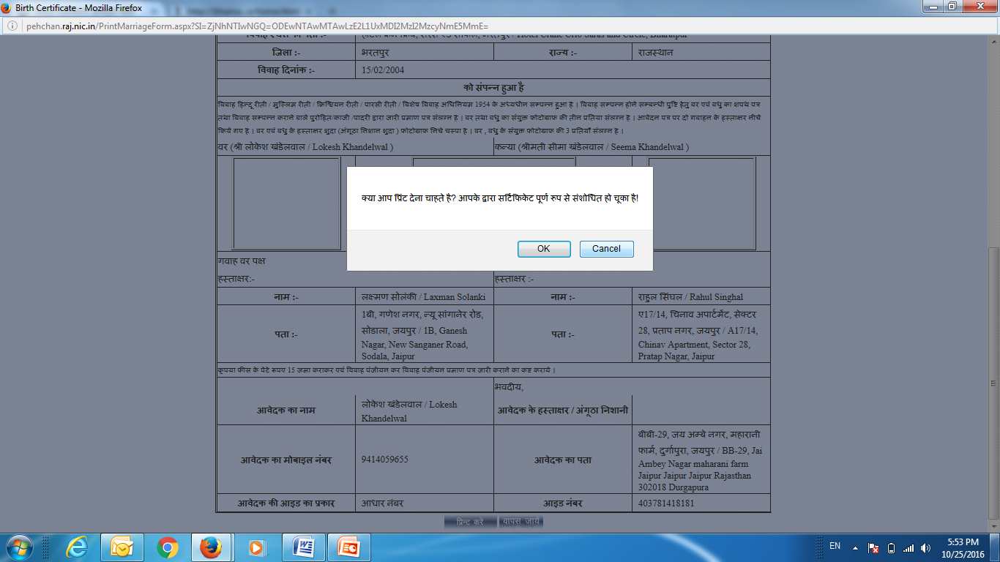 Birth Certificate - Mozilla Firefox
pehchan.raj.nic.in/PrintMarriageForm.aspx?SI=ZjNhNTIwNGQ=ODEwNTAwMTAwLzE2L1UxMDI2MzI2MzcyNmE5MmE=
जिला :- भरतपुर राज्य :- राजस्थान
विवाह दिनांक :- 15/02/2004
को संपन्न हुआ है
विवाह हिन्दू रीती / मुस्लिम रीती / क्रिश्चियन रीती / पारसी रीती / विशेष विवाह अधिनियम 1954 के अध्यधीन सम्पन्न हुआ है । विवाह सम्पन्न होने सम्बन्धी पुष्टि हेतु वर एवं वधु का शपथ पत्र
तथा विवाह सम्पन्न कराने वाले पुरोहित/काजी /पादरी द्वारा जारी प्रमाण पत्र संलग्न है । वर तथा वधु का संयुक्त फोटोग्राफ की तीन प्रतिया संलग्न है । आवेदन पत्र पर दो गवाहन के हस्ताक्षर नीचे
किये गए है । वर एवं वधु के हस्ताक्षर शुदा (अंगूठा निशान शुदा ) फोटोग्राफ निचे चस्पा है । वर , वधु के संयुक्त फोटोग्राफ की 3 प्रतियाँ संलग्न है ।
वर (श्री लोकेश खंडेलवाल / Lokesh Khandelwal ) कन्या (श्रीमती सीमा खंडेलवाल / Seema Khandelwal )
क्या आप प्रिंट देना चाहते है? आपके द्वारा सर्टिफिकेट पूर्ण रुप से संशोधित हो चूका है!
OK Cancel
गवाह वर पक्ष
हस्ताक्षर:- हस्ताक्षर :-
नाम :- लक्ष्मण सोलंकी / Laxman Solanki नाम :- राहुल सिंघल / Rahul Singhal
पता :- 1बी, गणेश नगर, न्यू सांगानेर रोड,
सोडाला, जयपुर / 1B, Ganesh
Nagar, New Sanganer Road,
Sodala, Jaipur
पता :- ए17/14, चिनाव अपार्टमेंट, सेक्टर
28, प्रताप नगर, जयपुर / A17/14,
Chinav Apartment, Sector 28,
Pratap Nagar, Jaipur
कृपया फीस के पेटे रूपए 15 जमा कराकर एवं विवाह पंजीयन कर विवाह पंजीयन प्रमाण पत्र जारी कराने का कष्ट कराये ।
भवदीय,
आवेदक का नाम लोकेश खंडेलवाल / Lokesh
Khandelwal
आवेदक के हस्ताक्षर / अंगूठा निशानी
आवेदक का मोबाइल नंबर 9414059655
आवेदक का पता बीबी-29, जय अम्बे नगर, महारानी
फार्म, दुर्गापुरा, जयपुर / BB-29, Jai
Ambey Nagar maharani farm
Jaipur Jaipur Jaipur Rajasthan
302018 Durgapura
आवेदक की आइड का प्रकार आधार नंबर आइड नंबर 403781418181
प्रिन्ट करें वापस जायें
EN
5:53 PM
10/25/2016